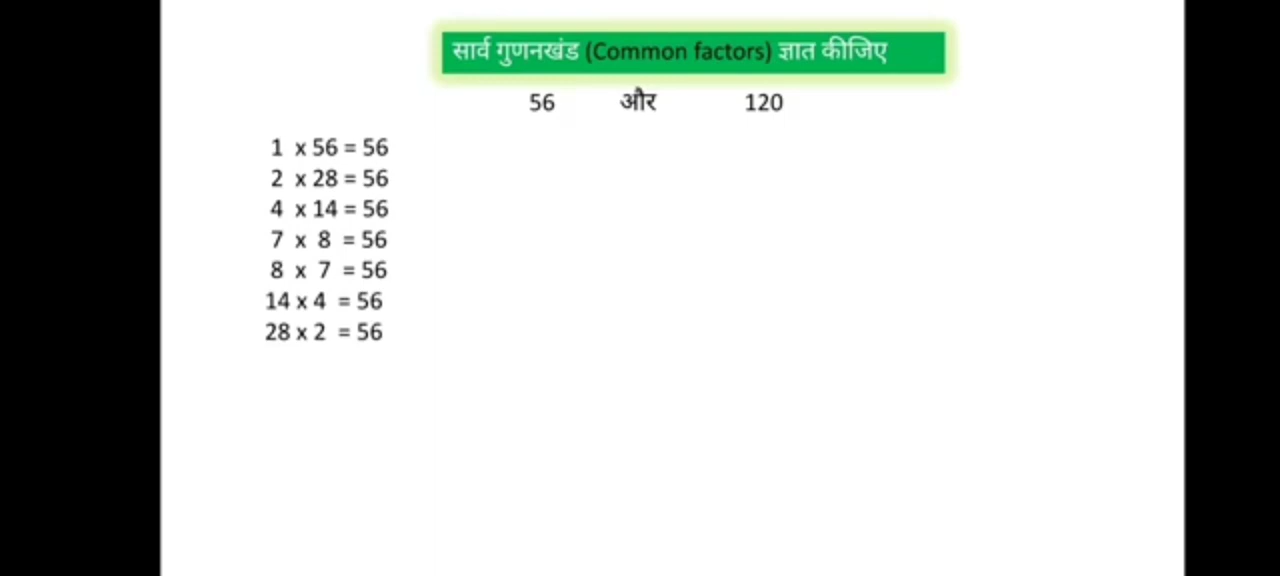 सार्व गुणनखंड (Common factors) ज्ञात कीजिए
56 और 120
1 x 56 = 56
2 x 28 = 56
4 x 14 = 56
7 x 8 = 56
8 x 7 = 56
14 x 4 = 56
28 x 2 = 56